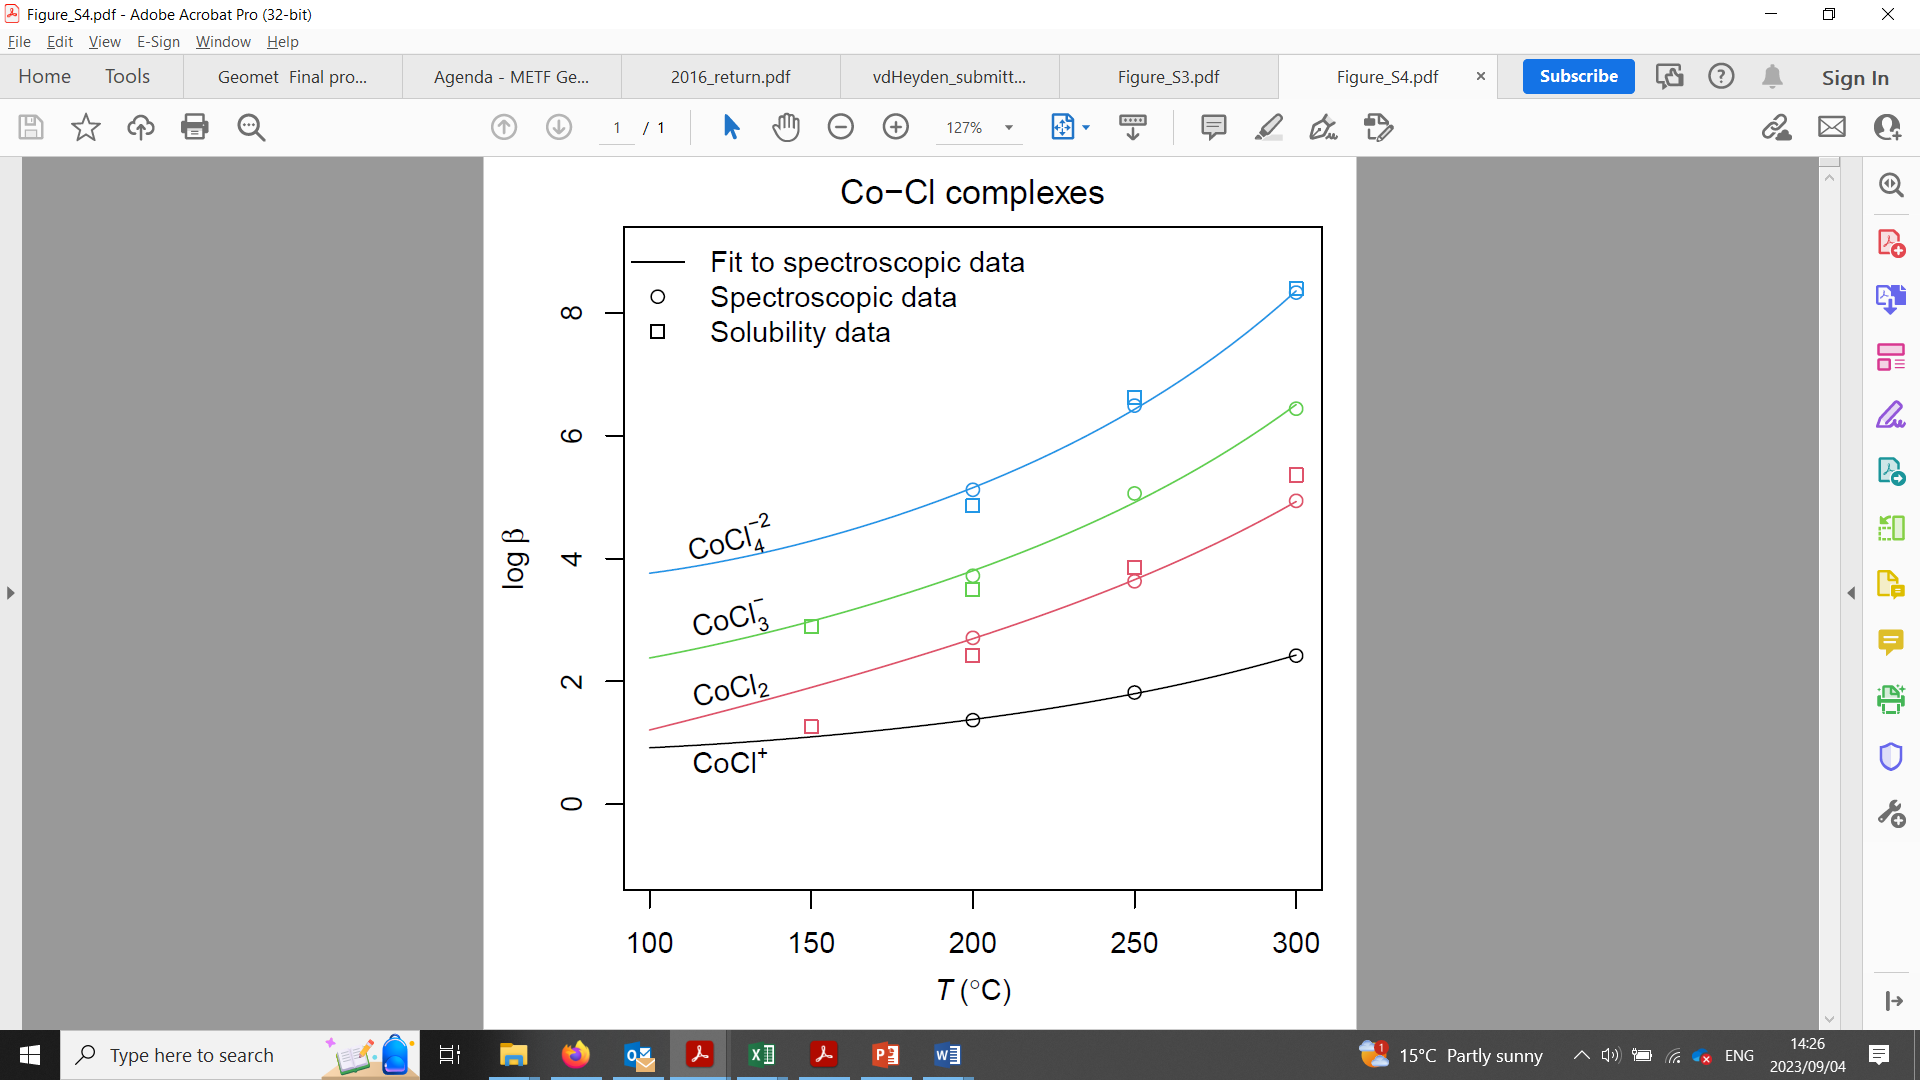 Figure_S4.pdf - Adobe Acrobat Pro (32-bit)
File Edit View E-Sign Window Help
Home Tools Geomet Final pro... Agenda - METF Ge... 2016_return.pdf vdHeyden_submitt... Figure_S3.pdf Figure_S4.pdf × Subscribe Sign In
1 / 1 127%
Co−Cl complexes
Fit to spectroscopic data
Spectroscopic data
Solubility data
8
6
4
2
0
log β
CoCl₄⁻²
CoCl₃⁻
CoCl₂
CoCl⁺
100 150 200 250 300
T (°C)
Type here to search 1 15°C Partly sunny ENG 14:26
2023/09/04